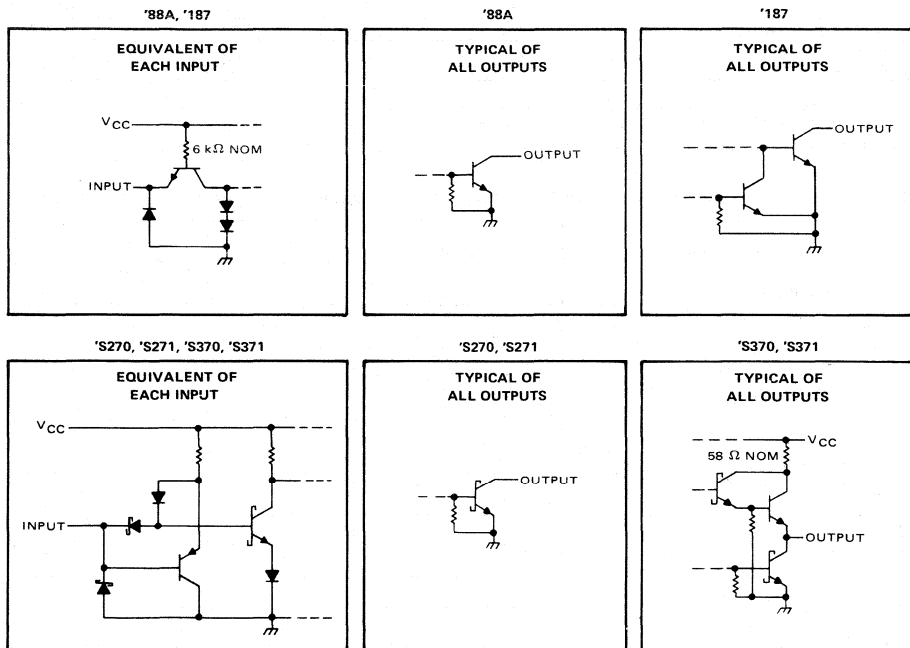 '88A, '187
EQUIVALENT OF
EACH INPUT
VCC
6 kΩ NOM
INPUT
'88A
TYPICAL OF
ALL OUTPUTS
OUTPUT
'187
TYPICAL OF
ALL OUTPUTS
OUTPUT
'S270, 'S271, 'S370, 'S371
EQUIVALENT OF
EACH INPUT
VCC
INPUT
'S270, 'S271
TYPICAL OF
ALL OUTPUTS
OUTPUT
'S370, 'S371
TYPICAL OF
ALL OUTPUTS
VCC
58 Ω NOM
OUTPUT